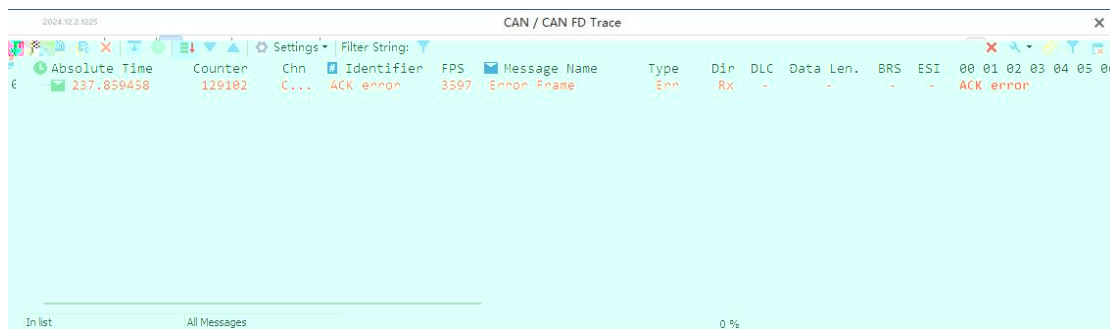 2024.12.2.1225
CAN / CAN FD Trace
Settings Filter String:
Absolute Time Counter Chn Identifier FPS Message Name Type Dir DLC Data Len. BRS ESI 00 01 02 03 04 05 06
237.859458 129102 C... ACK error 3597 Error Frame Err Rx - - - - ACK error
In list All Messages 0 %